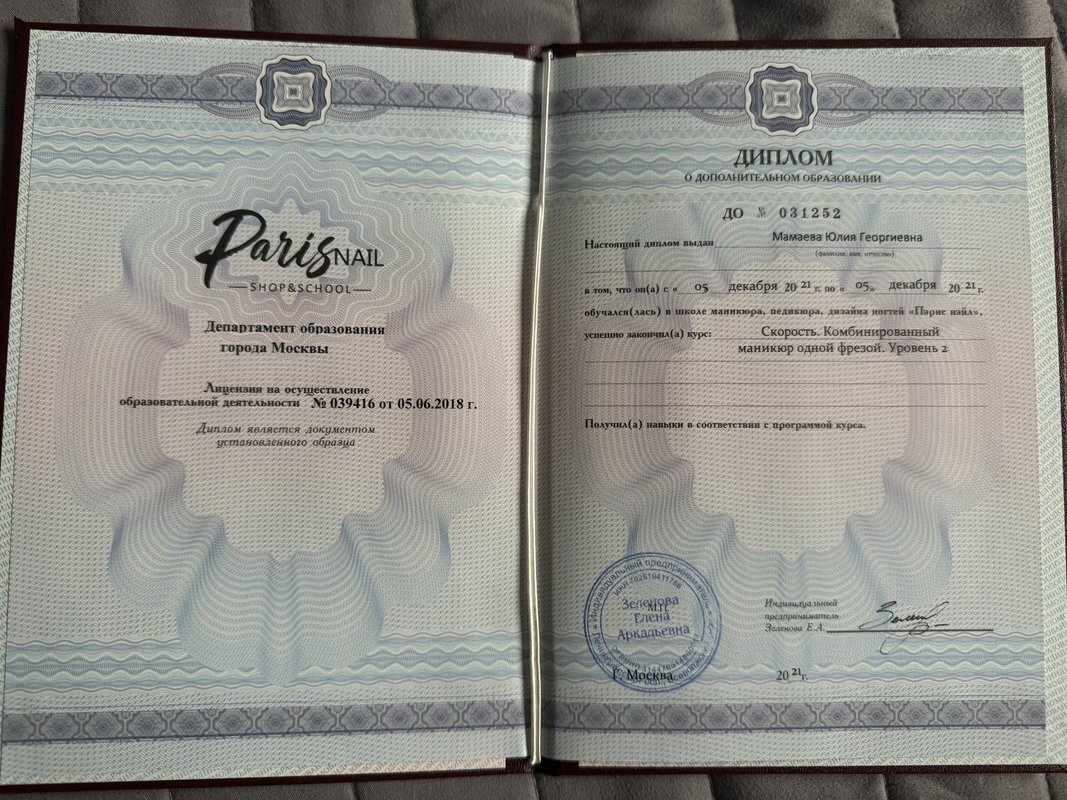 Paris NAIL
SHOP&SCHOOL
Департамент образования
города Москвы
Лицензия на осуществление
образовательной деятельности № 039416 от 05.06.2018 г.
Диплом является документом
установленного образца
ДИПЛОМ
О ДОПОЛНИТЕЛЬНОМ ОБРАЗОВАНИИ
ДО № 031252
Настоящий диплом выдан Мамаева Юлия Георгиевна
(фамилия, имя, отчество)
в том, что он(а) с « 05 декабря 20 21 г. по « 05» декабря 20 21 г.
обучался(лась) в школе маникюра, педикюра, дизайна ногтей «Пэрис нэйл»,
успешно закончил(а) курс: Скорость. Комбинированный
маникюр одной фрезой. Уровень 2
Получил(а) навыки в соответствии с программой курса.
Индивидуальный предприниматель
Зеленова
М.П.
Елена
Аркадьевна
Индивидуальный
предприниматель
Зеленова Е.А.
Г. Москва 20 21 г.